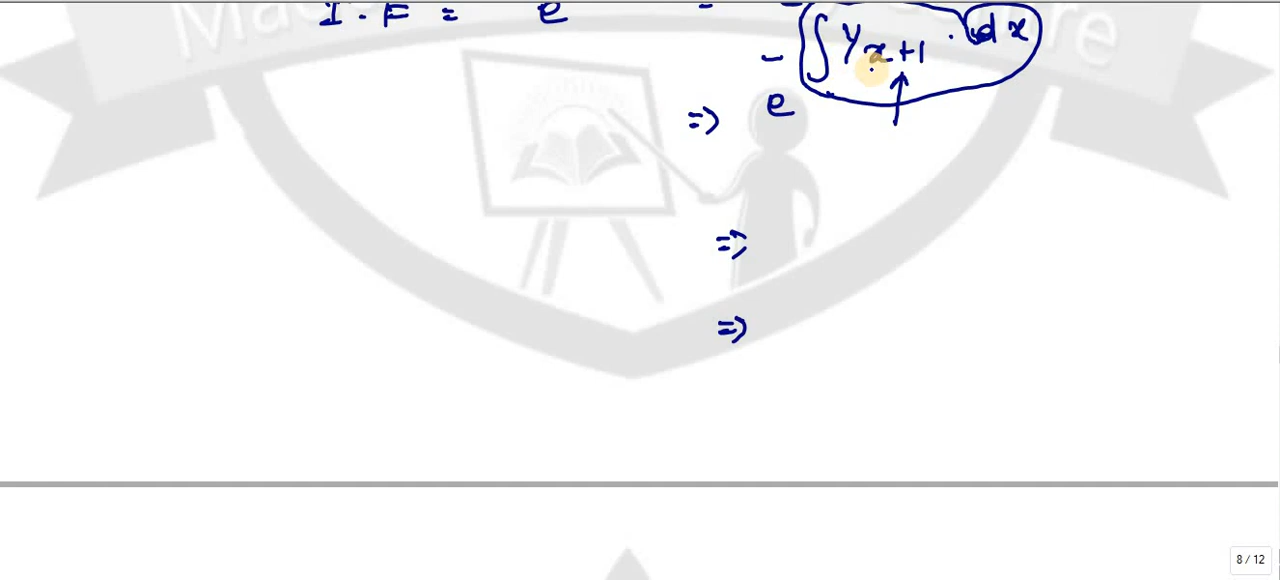 I.F = e
- ∫ 1/x+1 . dx
=> e
=>
=>
8 / 12